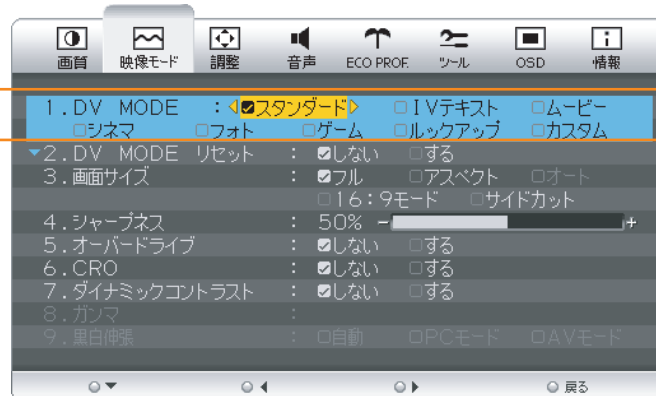 画質 映像モード 調整 音声 ECO PROF. ツール OSD 情報
1.DV MODE : スタンダード IVテキスト ムービー
シネマ フォト ゲーム ルックアップ カスタム
2.DV MODE リセット : しない する
3.画面サイズ : フル アスペクト オート
16:9モード サイドカット
4.シャープネス : 50% - +
5.オーバードライブ : しない する
6.CRO : しない する
7.ダイナミックコントラスト : しない する
8.ガンマ :
9.黒白伸張 : 自動 PCモード AVモード
戻る